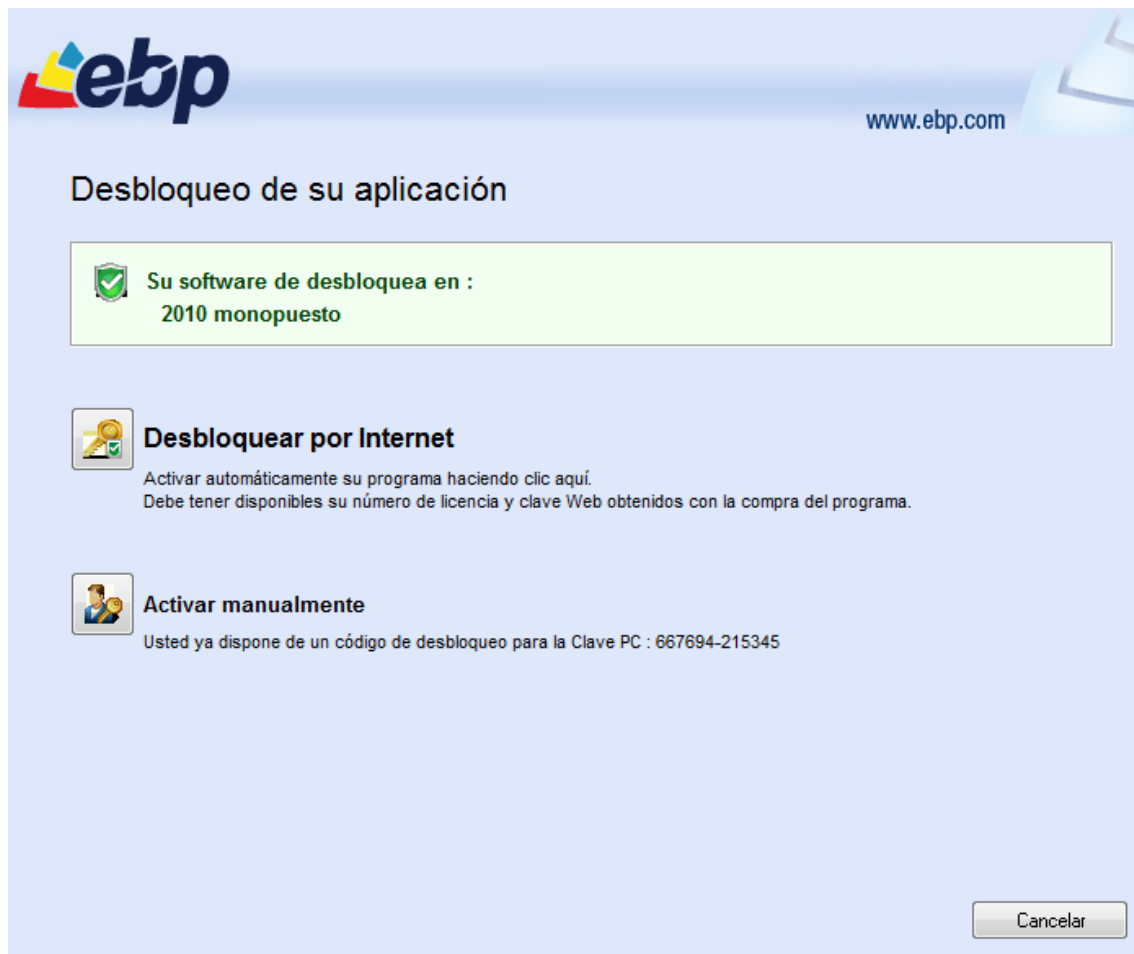 ebp
www.ebp.com
Desbloqueo de su aplicación
Su software de desbloquea en :
2010 monopuesto
Desbloquear por Internet
Activar automáticamente su programa haciendo clic aquí.
Debe tener disponibles su número de licencia y clave Web obtenidos con la compra del programa.
Activar manualmente
Usted ya dispone de un código de desbloqueo para la Clave PC : 667694-215345
Cancelar